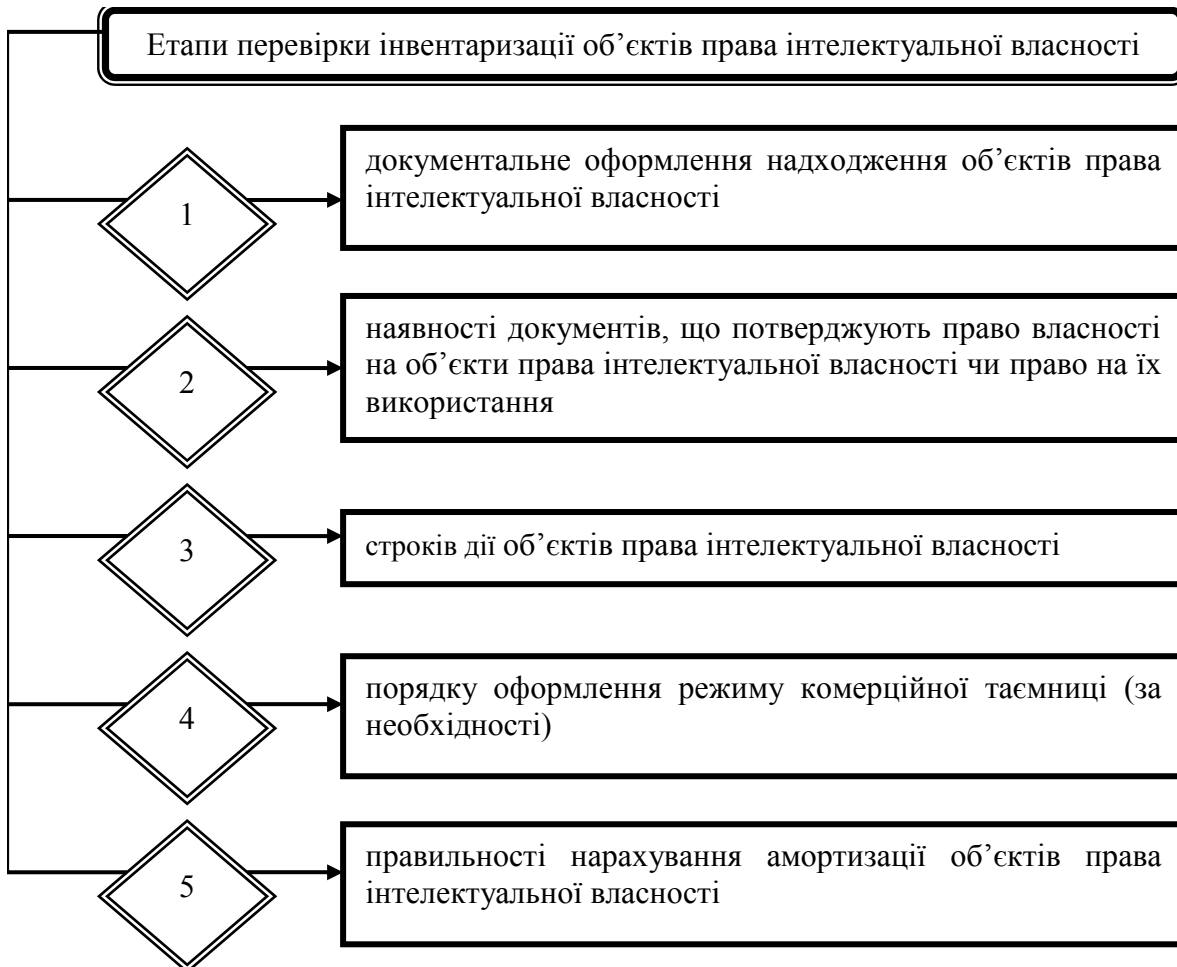 Етапи перевірки інвентаризації об’єктів права інтелектуальної власності
1
документальне оформлення надходження об’єктів права
інтелектуальної власності
2
наявності документів, що потверджують право власності
на об’єкти права інтелектуальної власності чи право на їх
використання
3
строків дії об’єктів права інтелектуальної власності
4
порядку оформлення режиму комерційної таємниці (за
необхідності)
5
правильності нарахування амортизації об’єктів права
інтелектуальної власності